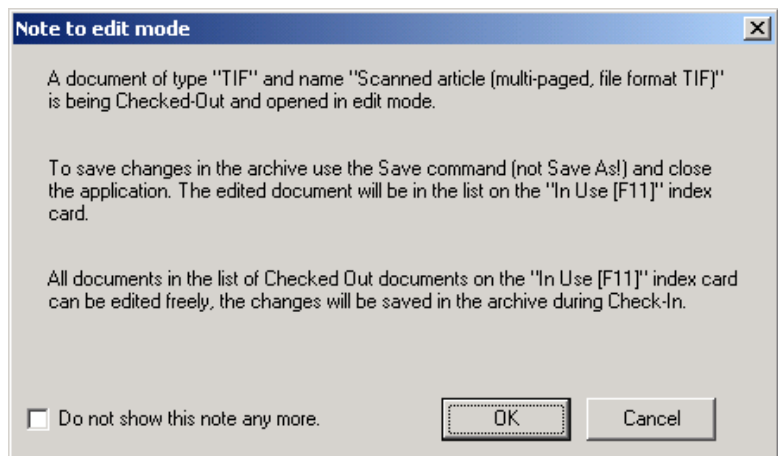 Note to edit mode
A document of type "TIF" and name "Scanned article (multi-paged, file format TIF)"
is being Checked-Out and opened in edit mode.
To save changes in the archive use the Save command (not Save As!) and close
the application. The edited document will be in the list on the "In Use [F11]" index
card.
All documents in the list of Checked Out documents on the "In Use [F11]" index card
can be edited freely, the changes will be saved in the archive during Check-In.
Do not show this note any more.
OK
Cancel